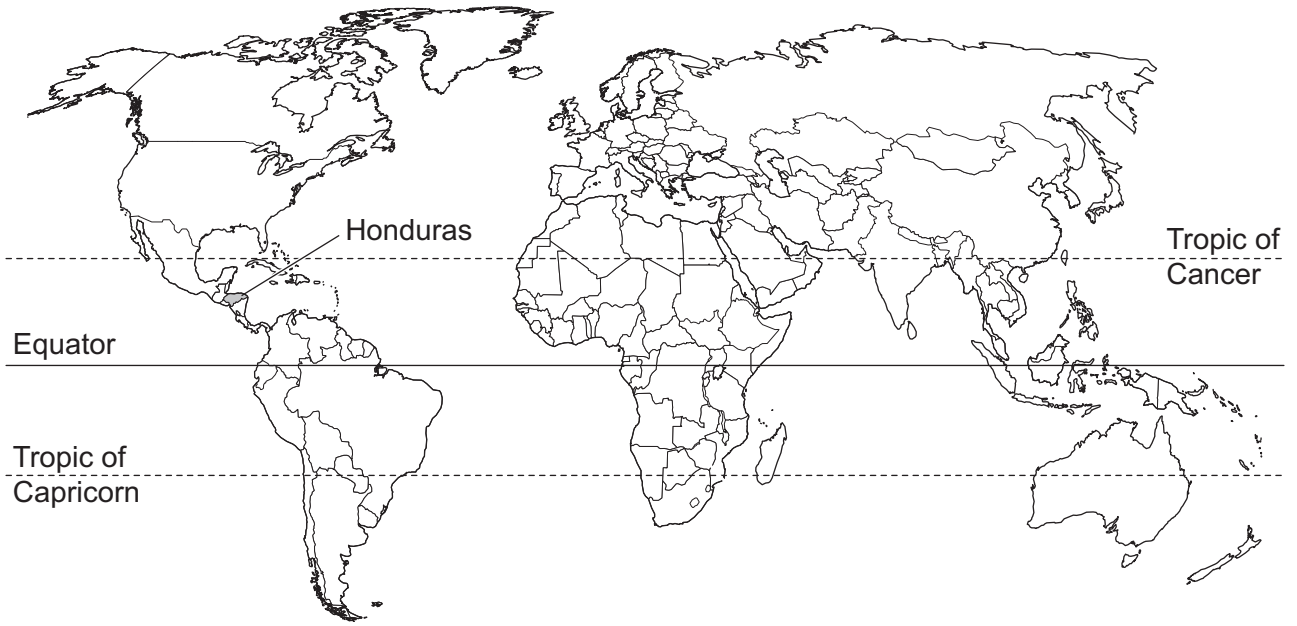 Honduras
Tropic of
Cancer
Equator
Tropic of
Capricorn